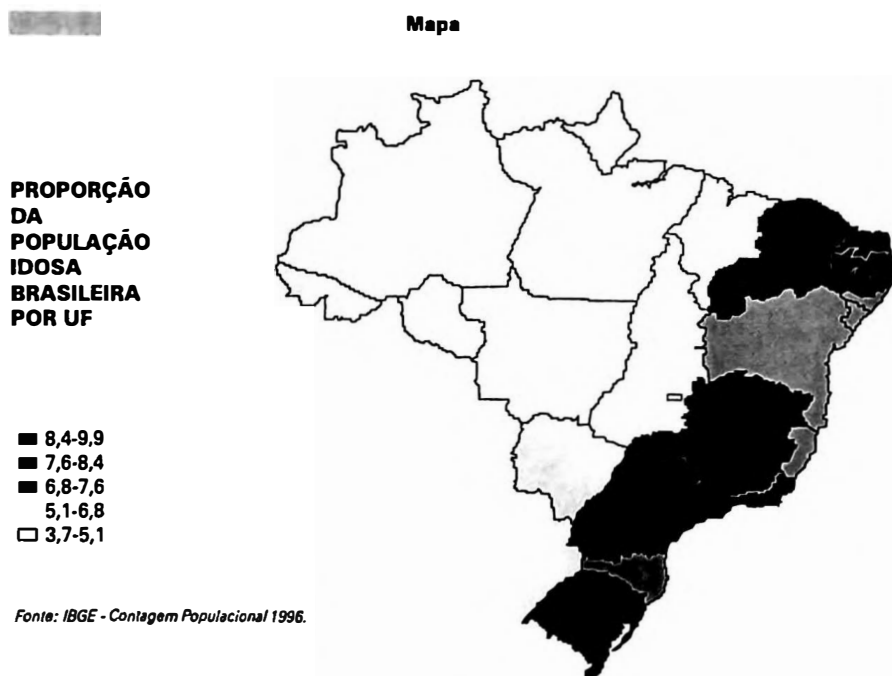 Mapa
PROPORÇÃO
DA
POPULAÇÃO
IDOSA
BRASILEIRA
POR UF
8,4-9,9
7,6-8,4
6,8-7,6
5,1-6,8
3,7-5,1
Fonte: IBGE - Contagem Populacional 1996.